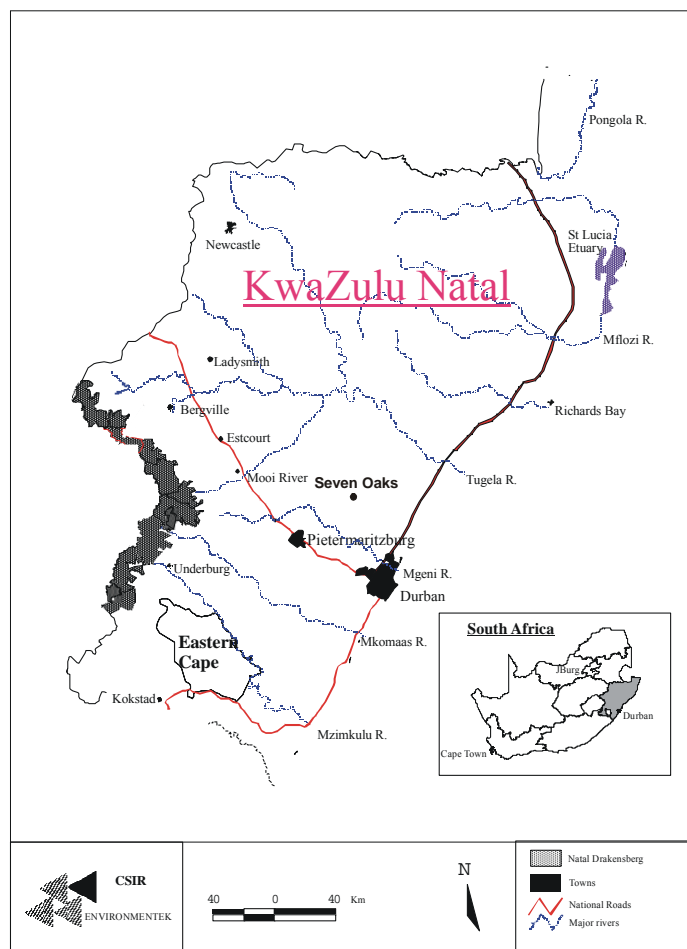 Pongola R.
St Lucia
Etuary
Newcastle
KwaZulu Natal
Mflozi R.
Ladysmith
Bergville
Richards Bay
Estcourt
Mooi River
Tugela R.
Seven Oaks
Pietermaritzburg
Underburg
Mgeni R.
Durban
Eastern
Cape
Mkomaas R.
Kokstad
Mzimkulu R.
South Africa
JBurg
Durban
Cape Town
CSIR
ENVIRONMENTEK
40 0 40 Km
N
Natal Drakensberg
Towns
National Roads
Major rivers